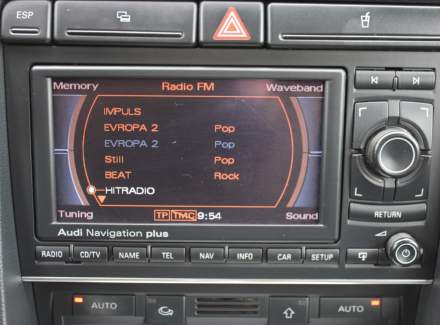 ESP
Memory Radio FM Waveband
IMPULS
EVROPA 2 Pop
EVROPA 2 Pop
Still Pop
BEAT Rock
HITRADIO
Tuning TP TMC 9:54 Sound
RETURN
Audi Navigation plus
RADIO CD/TV NAME TEL NAV INFO CAR SETUP
AUTO AUTO